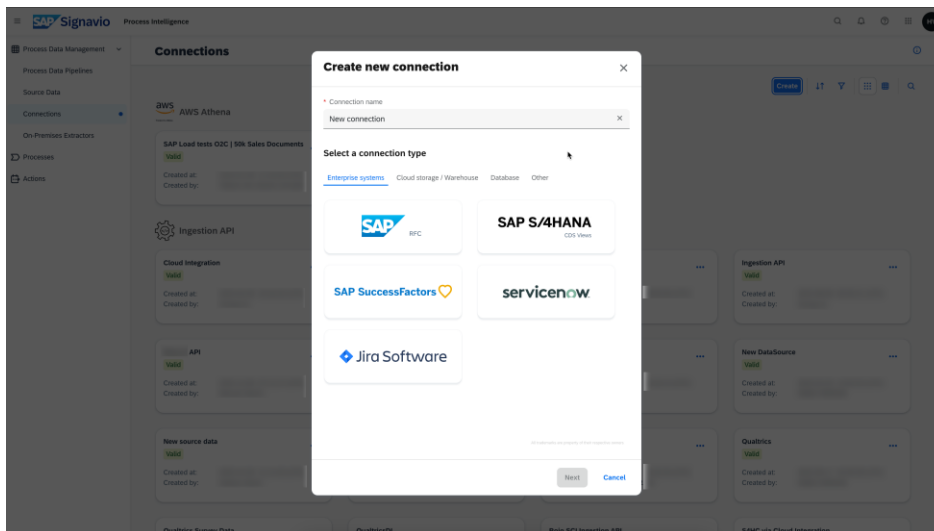 SAP Signavio Process Intelligence
Process Data Management
Process Data Pipelines
Source Data
Connections
On-Premises Extractors
Processes
Actions
Connections
Create
aws AWS Athena
SAP Load tests O2C | 50k Sales Documents
Valid
Created at:
Created by:
Ingestion API
Cloud Integration
Valid
Created at:
Created by:
Ingestion API
Valid
Created at:
Created by:
API
Valid
Created at:
Created by:
New DataSource
Valid
Created at:
Created by:
New source data
Valid
Created at:
Created by:
Qualtrics
Valid
Created at:
Created by:
Create new connection
* Connection name
New connection
Select a connection type
Enterprise systems Cloud storage / Warehouse Database Other
SAP RFC
SAP S/4HANA
CDS Views
SAP SuccessFactors
servicenow
Jira Software
Next Cancel